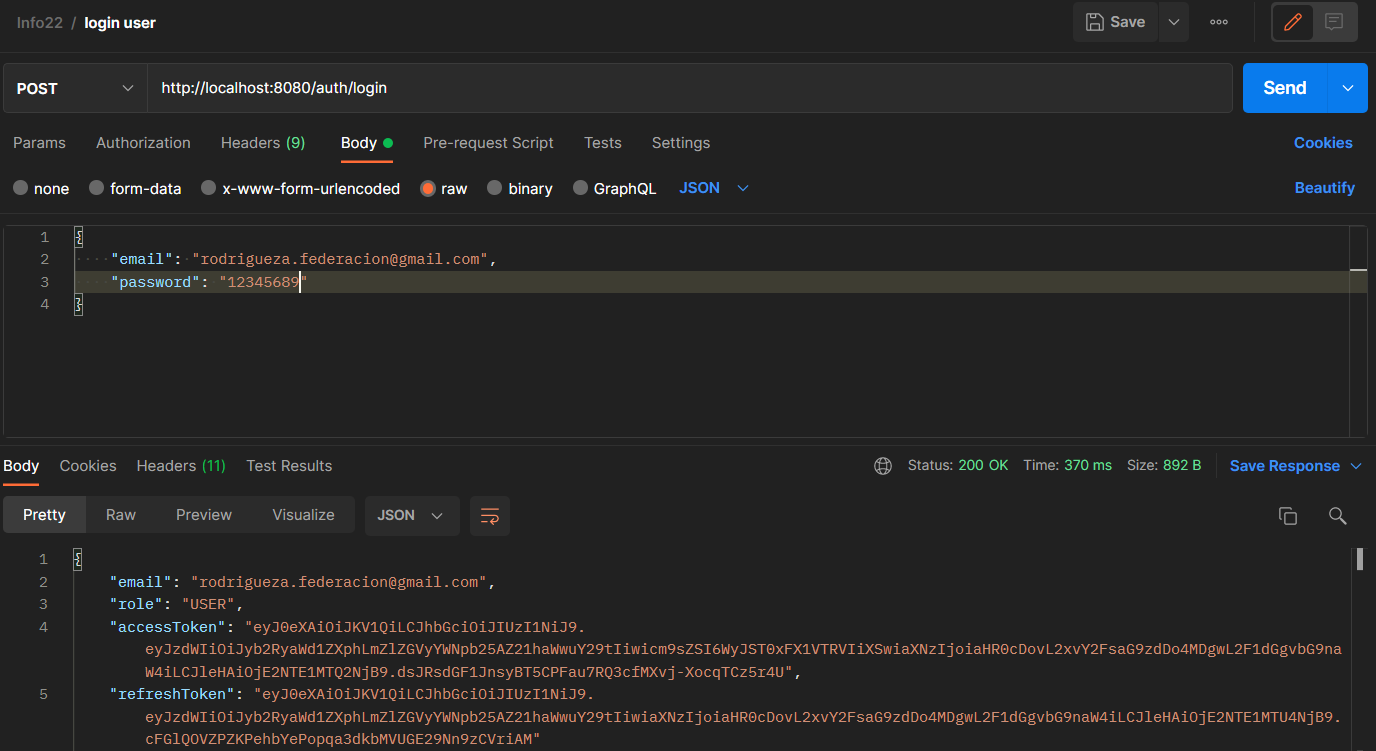 Info22 / login user
Save
POST
http://localhost:8080/auth/login
Send
Params Authorization Headers (9) Body Pre-request Script Tests Settings Cookies
none form-data x-www-form-urlencoded raw binary GraphQL JSON Beautify
1 {
2 "email": "rodrigueza.federacion@gmail.com",
3 "password": "12345689"
4 }
Body Cookies Headers (11) Test Results Status: 200 OK Time: 370 ms Size: 892 B Save Response
Pretty Raw Preview Visualize JSON
1 {
2 "email": "rodrigueza.federacion@gmail.com",
3 "role": "USER",
4 "accessToken": "eyJ0eXAiOiJKV1QiLCJhbGciOiJIUzI1NiJ9.
eyJzdWIiOiJyb2RyaWd1ZXphLmZlZGVyYWNpb25AZ21haWwuY29tIiwicm9sZSI6WyJST0xFX1VTRVIiXSwiaXNzIjoiaHR0cDovL2xvY2FsaG9zdDo4MDgwL2F1dGgvbG9na
W4iLCJleHAiOjE2NTE1MTQ2NjB9.dsJRsdGF1JnsyBT5CPFau7RQ3cfMXvj-XocqTCz5r4U",
5 "refreshToken": "eyJ0eXAiOiJKV1QiLCJhbGciOiJIUzI1NiJ9.
eyJzdWIiOiJyb2RyaWd1ZXphLmZlZGVyYWNpb25AZ21haWwuY29tIiwiaXNzIjoiaHR0cDovL2xvY2FsaG9zdDo4MDgwL2F1dGgvbG9naW4iLCJleHAiOjE2NTE1MTU4NjB9.
cFGlQOVZPZKPehbYePopqa3dkbMVUGE29Nn9zCVriAM"